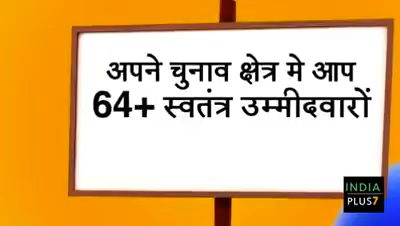 अपने चुनाव क्षेत्र मे आप
64+ स्वतंत्र उम्मीदवारों
INDIA
PLUS7